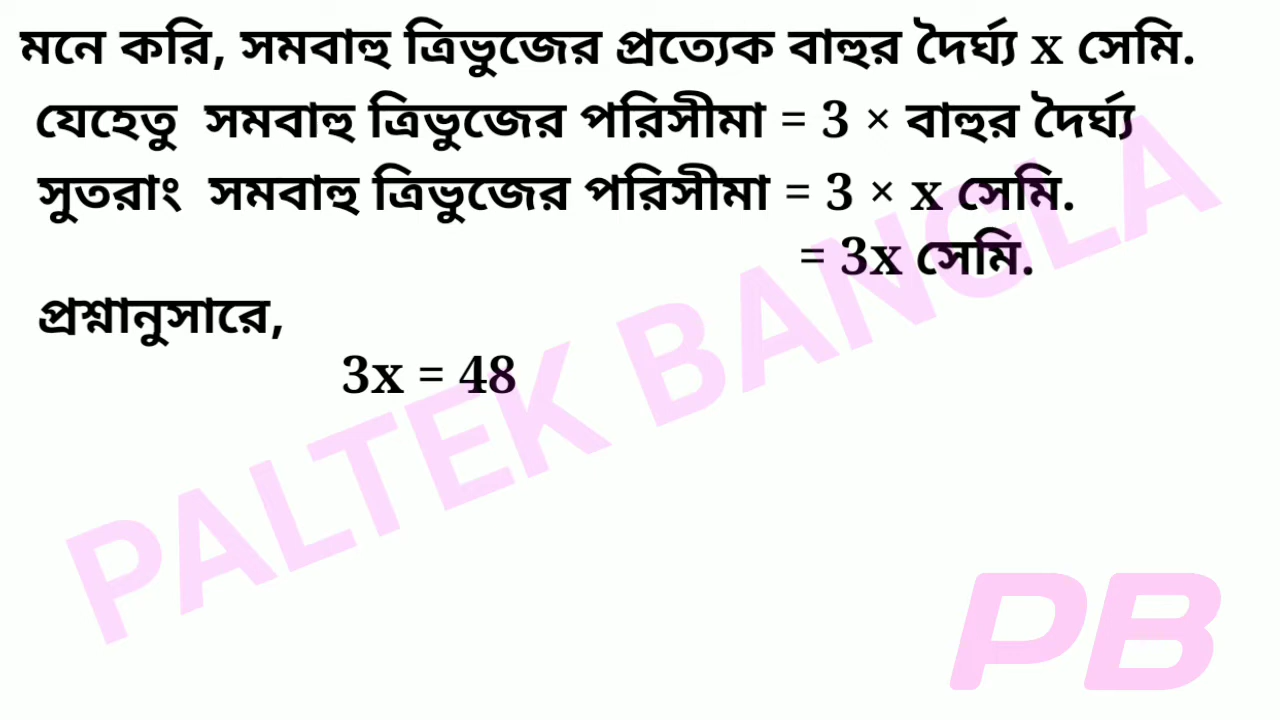 মনে করি, সমবাহু ত্রিভুজের প্রত্যেক বাহুর দৈর্ঘ্য x সেমি.
যেহেতু সমবাহু ত্রিভুজের পরিসীমা = 3 × বাহুর দৈর্ঘ্য
সুতরাং সমবাহু ত্রিভুজের পরিসীমা = 3 × x সেমি.
= 3x সেমি.
প্রশ্নানুসারে,
3x = 48
PALTEK BANGLA
PB